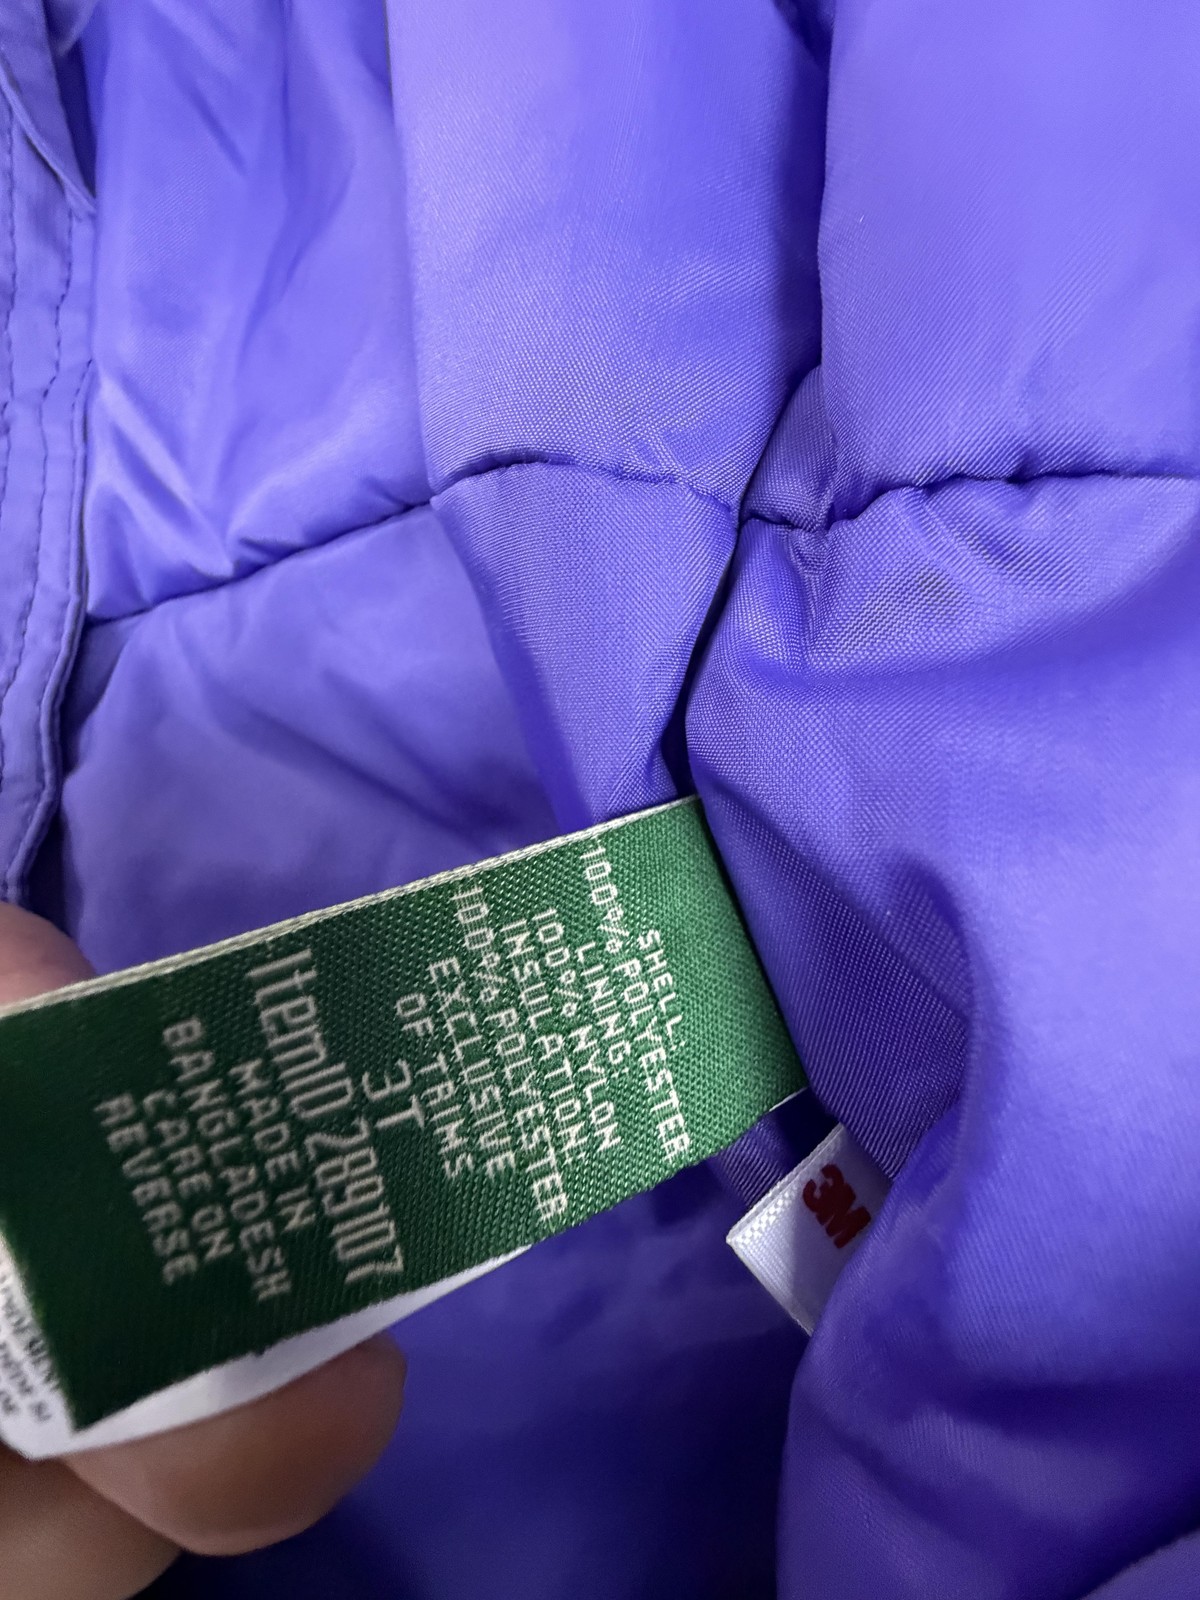 SHELL:
100% POLYESTER
LINING:
100% NYLON
INSULATION:
100% POLYESTER
EXCLUSIVE
OF TRIMS
3T
ItemID 289107
MADE IN
BANGLADESH
CARE ON
REVERSE
3M